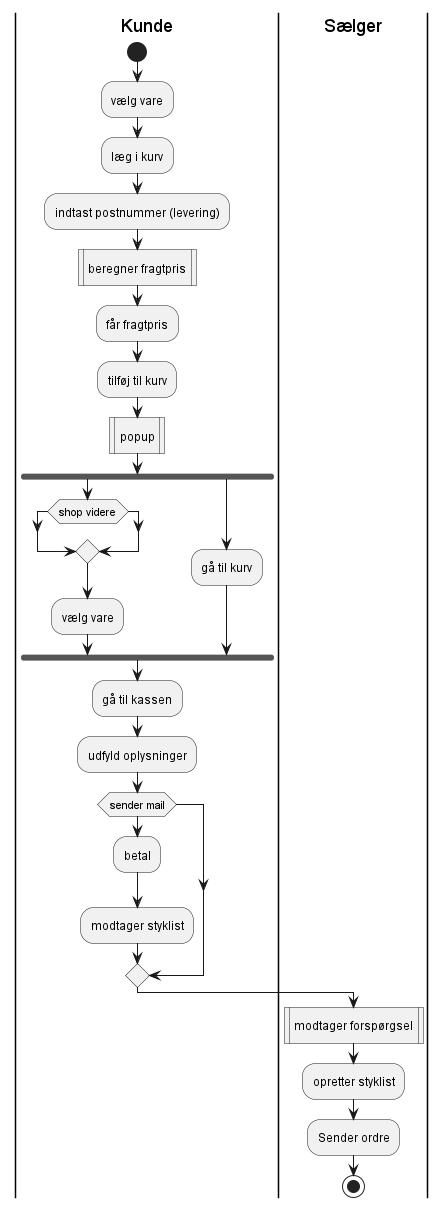 Kunde
Sælger
vælg vare
læg i kurv
indtast postnummer (levering)
beregner fragtpris
får fragtpris
tilføj til kurv
popup
shop videre
gå til kurv
vælg vare
gå til kassen
udfyld oplysninger
sender mail
betal
modtager styklist
modtager forspørgsel
opretter styklist
Sender ordre